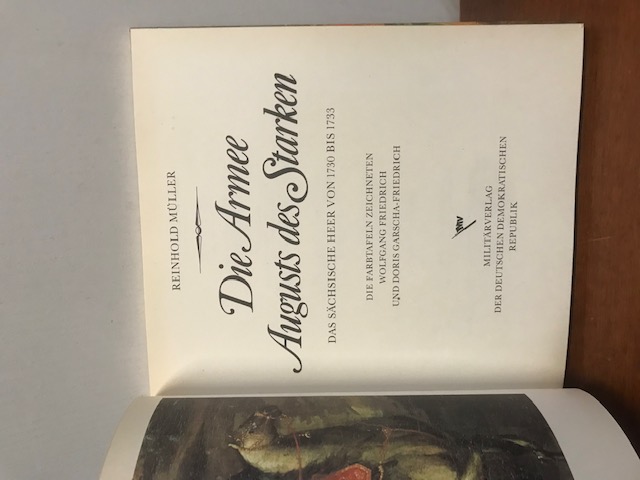 REINHOLD MÜLLER
Die Armee
Augusts des Starken
DAS SÄCHSISCHE HEER VON 1730 BIS 1733
DIE FARBTAFELN ZEICHNETEN
WOLFGANG FRIEDRICH
UND DORIS GARSCHA-FRIEDRICH
MILITÄRVERLAG
DER DEUTSCHEN DEMOKRATISCHEN
REPUBLIK